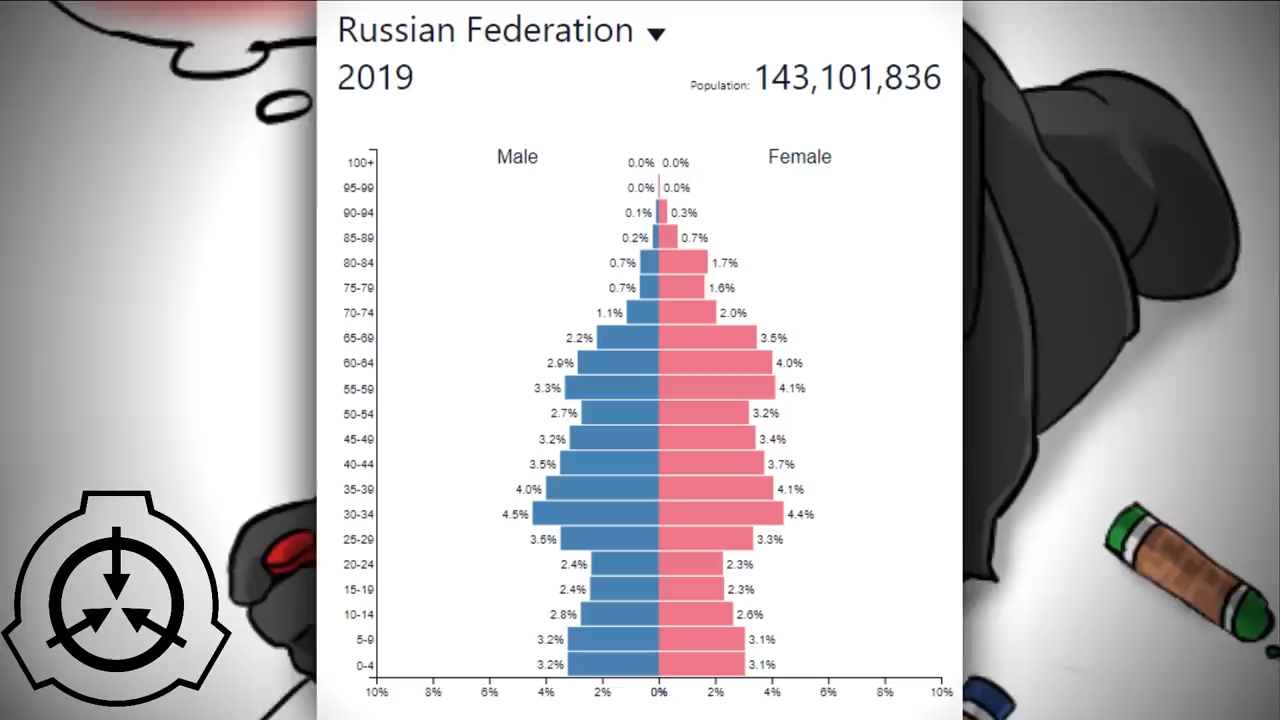 Russian Federation
2019
Population: 143,101,836
Male Female
100+ 0.0% 0.0%
95-99 0.0% 0.0%
90-94 0.1% 0.3%
85-89 0.2% 0.7%
80-84 0.7% 1.7%
75-79 0.7% 1.6%
70-74 1.1% 2.0%
65-69 2.2% 3.5%
60-64 2.9% 4.0%
55-59 3.3% 4.1%
50-54 2.7% 3.2%
45-49 3.2% 3.4%
40-44 3.5% 3.7%
35-39 4.0% 4.1%
30-34 4.5% 4.4%
25-29 3.5% 3.3%
20-24 2.4% 2.3%
15-19 2.4% 2.3%
10-14 2.8% 2.6%
5-9 3.2% 3.1%
0-4 3.2% 3.1%
10% 8% 6% 4% 2% 0% 2% 4% 6% 8% 10%